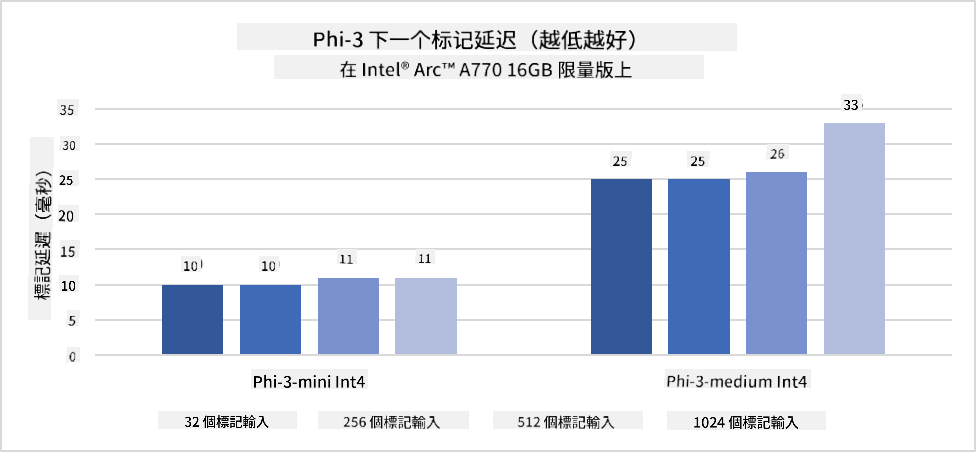 Phi-3 下一个标记延迟（越低越好）
在 Intel® Arc™ A770 16GB 限量版上
標記延遲（毫秒）
35
30
25
20
15
10
5
0
10
10
11
11
25
25
26
33
Phi-3-mini Int4
Phi-3-medium Int4
32 個標記輸入
256 個標記輸入
512 個標記輸入
1024 個標記輸入